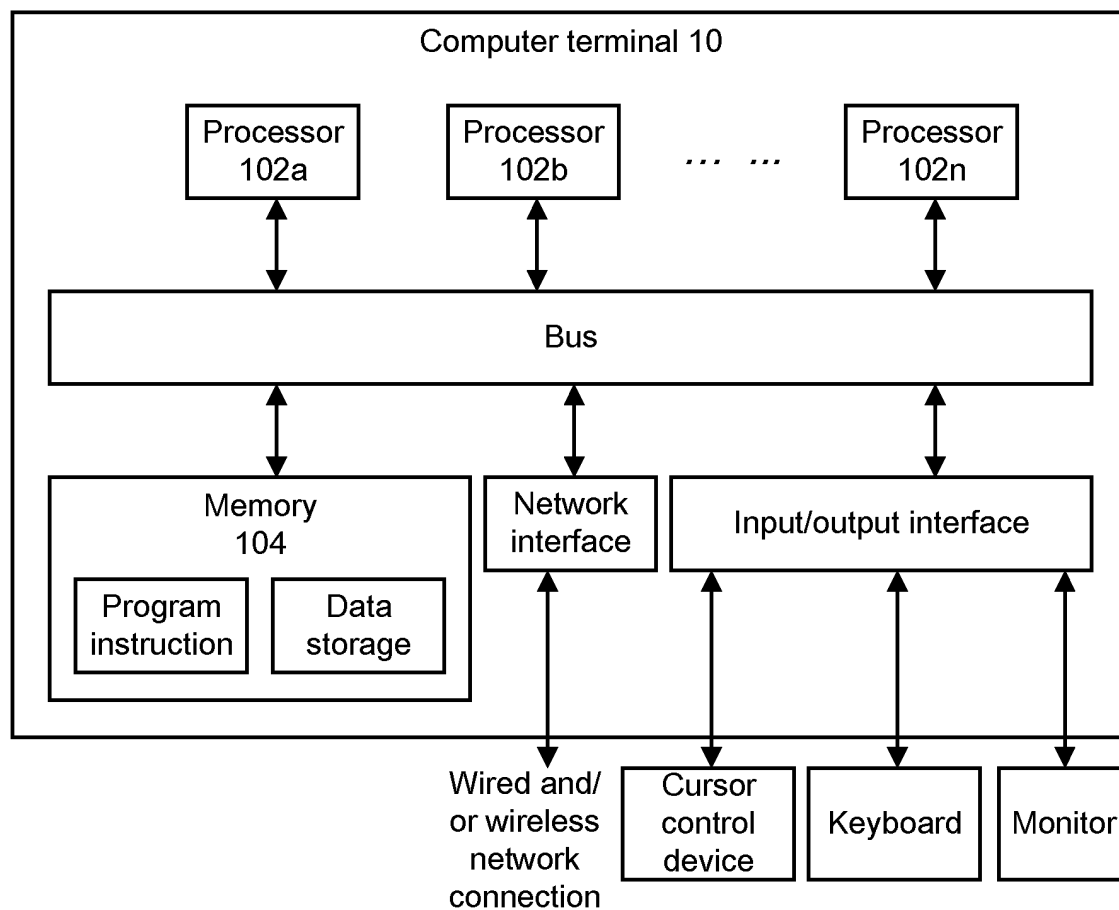 Computer terminal 10
Processor
102a
Processor
102b
... ...
Processor
102n
Bus
Memory
104
Program
instruction
Data
storage
Network
interface
Input/output interface
Wired and/
or wireless
network
connection
Cursor
control
device
Keyboard
Monitor